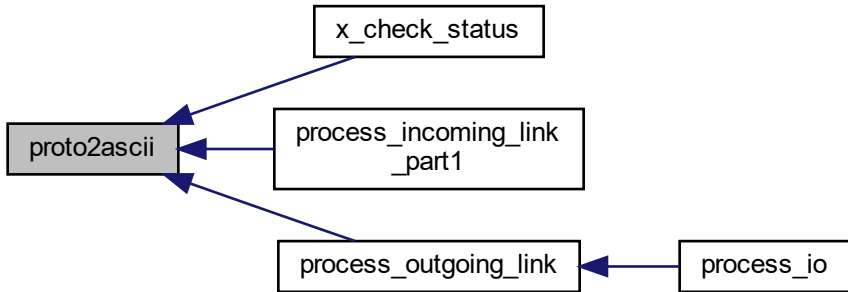 x_check_status
proto2ascii
process_incoming_link
_part1
process_outgoing_link
process_io